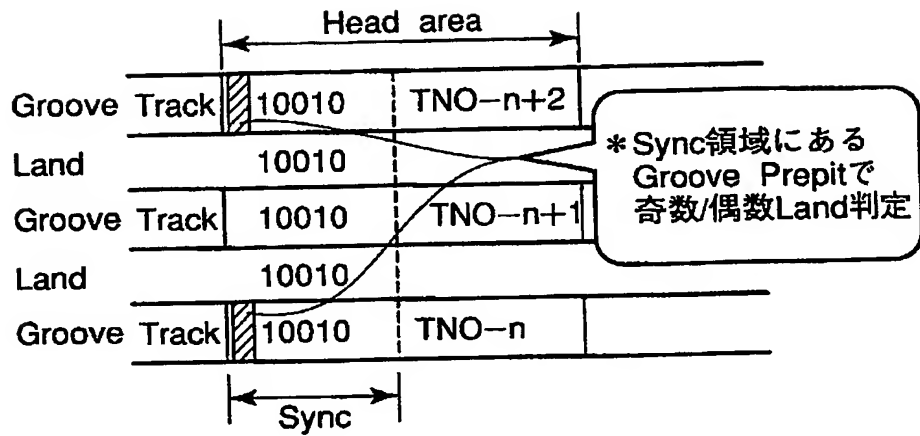 Head area
Groove Track 10010 TNO-n+2
Land 10010
Groove Track 10010 TNO-n+1
Land 10010
Groove Track 10010 TNO-n
Sync
*Sync領域にある
Groove Prepitで
奇数/偶数Land判定